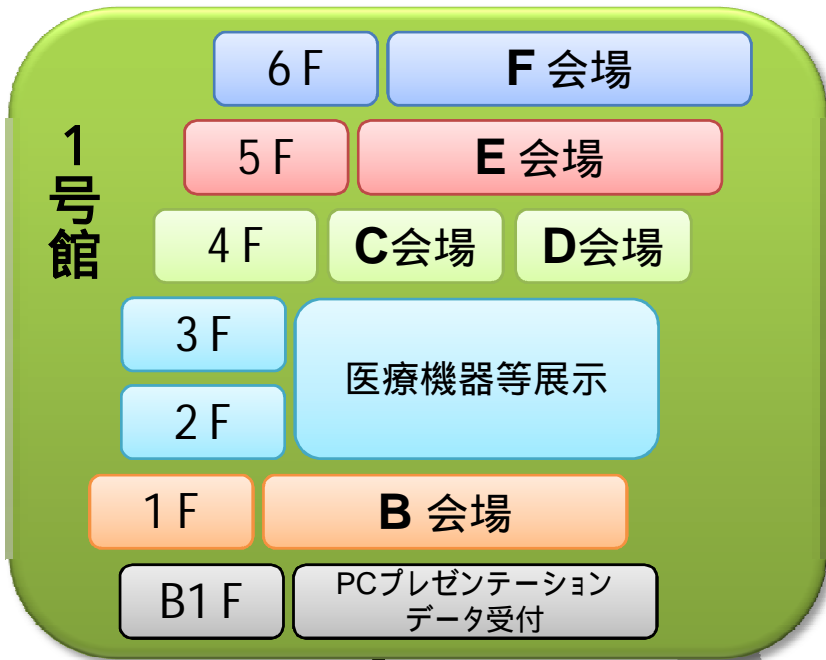 1号館
6F
F 会場
5F
E 会場
4F
C会場
D会場
3F
2F
医療機器等展示
1F
B 会場
B1F
PCプレゼンテーション
データ受付